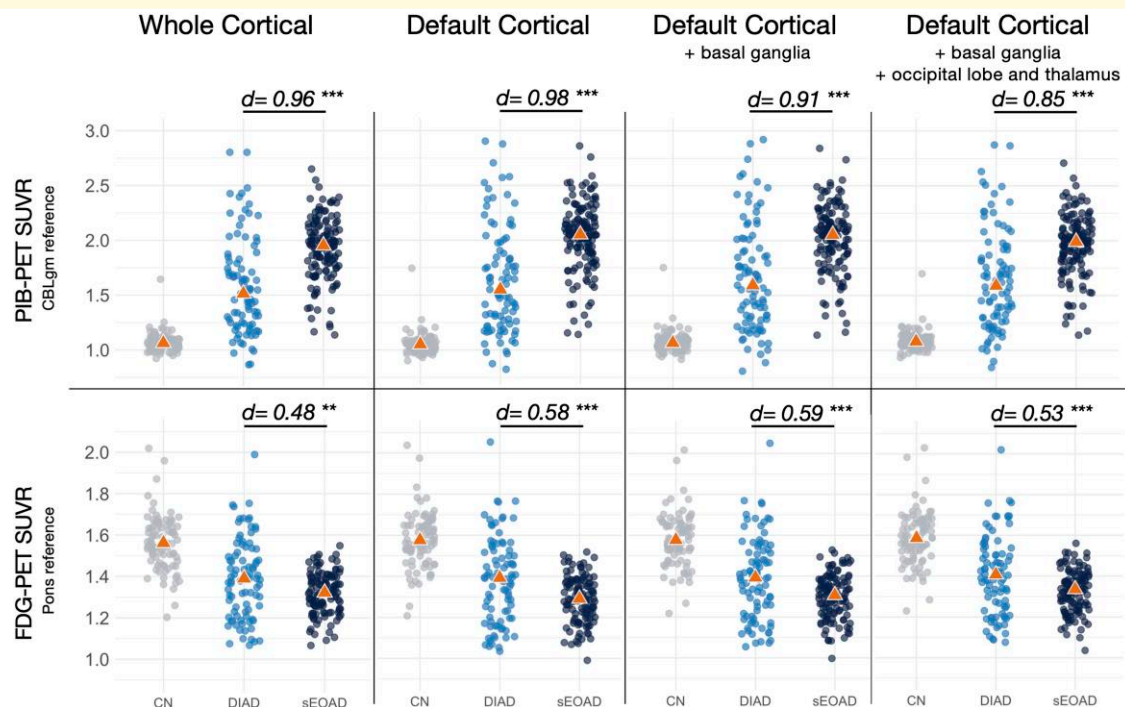 Whole Cortical
Default Cortical
Default Cortical
+ basal ganglia
Default Cortical
+ basal ganglia
+ occipital lobe and thalamus
PIB-PET SUVR
CBLgm reference
d= 0.96 ***
d= 0.98 ***
d= 0.91 ***
d= 0.85 ***
3.0
2.5
2.0
1.5
1.0
FDG-PET SUVR
Pons reference
d= 0.48 **
d= 0.58 ***
d= 0.59 ***
d= 0.53 ***
2.0
1.8
1.6
1.4
1.2
1.0
CN DIAD sEOAD
CN DIAD sEOAD
CN DIAD sEOAD
CN DIAD sEOAD